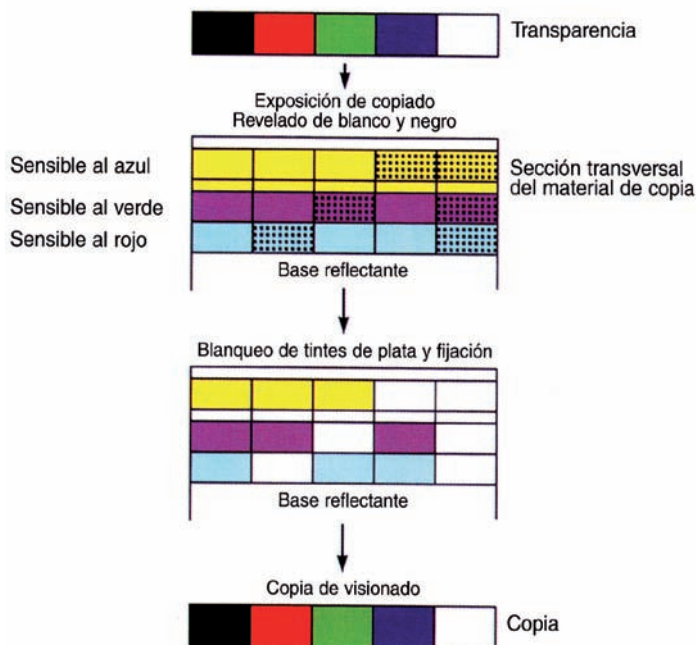 Transparencia
Exposición de copiado
Revelado de blanco y negro
Sensible al azul
Sensible al verde
Sensible al rojo
Sección transversal
del material de copia
Base reflectante
Blanqueo de tintes de plata y fijación
Base reflectante
Copia de visionado
Copia